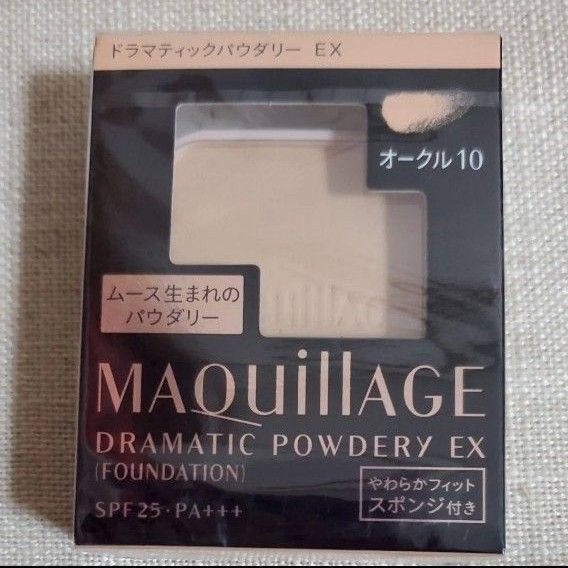 ドラマティックパウダリー EX
オークル10
ムース生まれの
パウダリー
MAQuillAGE
DRAMATIC POWDERY EX
(FOUNDATION)
やわらかフィット
スポンジ付き
SPF25・PA+++